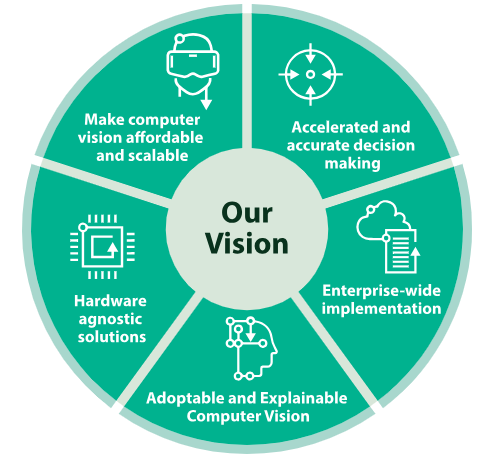 Make computer
vision affordable
and scalable
Accelerated and
accurate decision
making
Our
Vision
Hardware
agnostic
solutions
Enterprise-wide
implementation
Adoptable and Explainable
Computer Vision